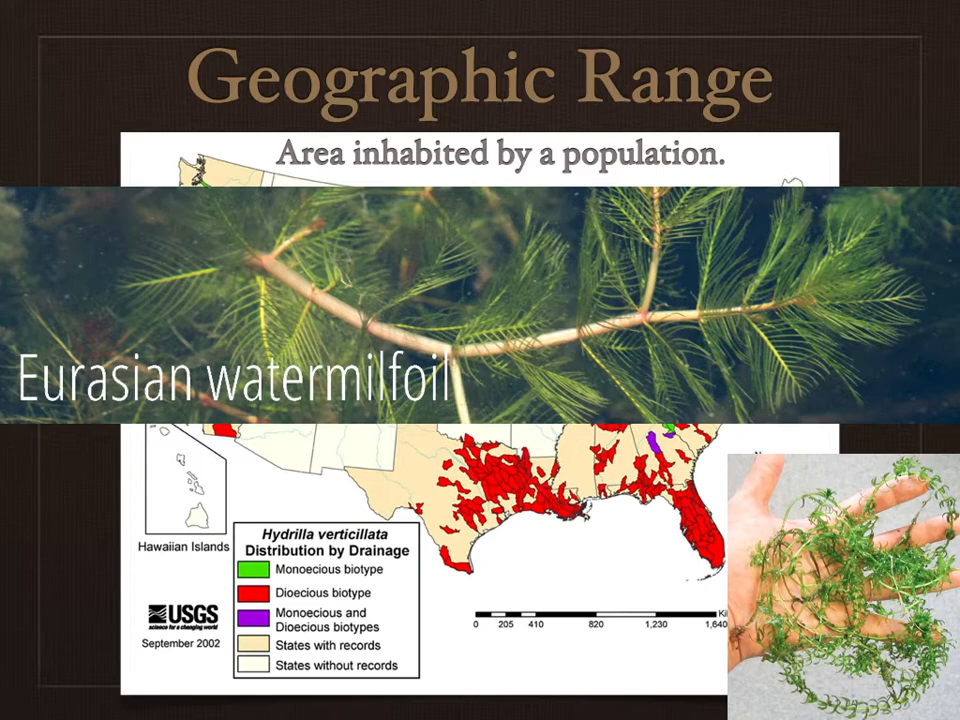 Geographic Range
Area inhabited by a population.
Eurasian watermilfoil
Hawaiian Islands
Hydrilla verticillata
Distribution by Drainage
Monoecious biotype
Dioecious biotype
Monoecious and
Dioecious biotypes
States with records
States without records
USGS
science for a changing world
September 2002
0 205 410 820 1,230 1,640
Ki